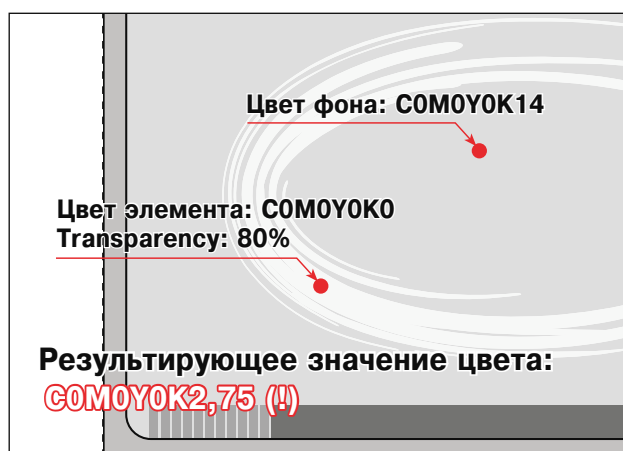 Цвет фона: C0M0Y0K14
Цвет элемента: C0M0Y0K0
Transparency: 80%
Результирующее значение цвета:
C0M0Y0K2,75 (!)